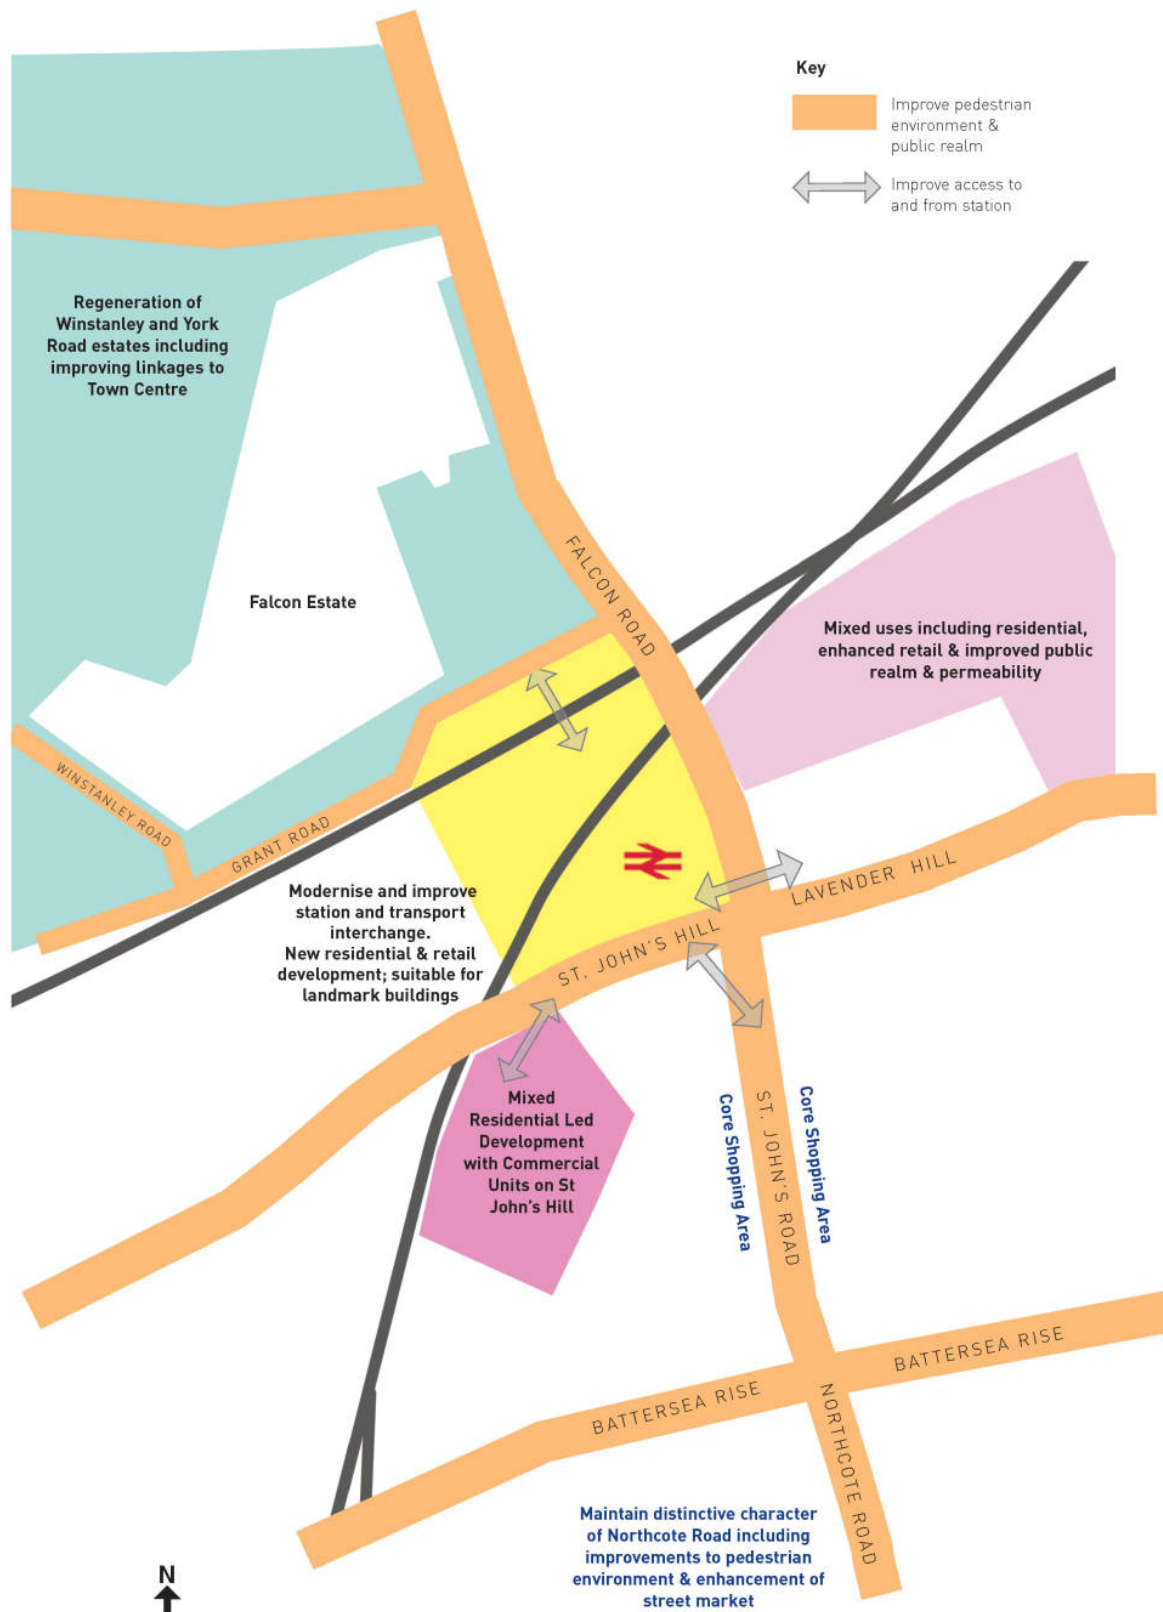 Key
Improve pedestrian
environment &
public realm
Improve access to
and from station
Regeneration of
Winstanley and York
Road estates including
improving linkages to
Town Centre
FALCON ROAD
Falcon Estate
Mixed uses including residential,
enhanced retail & improved public
realm & permeability
WINSTANLEY ROAD
GRANT ROAD
LAVENDER HILL
Modernise and improve
station and transport
interchange.
New residential & retail
development; suitable for
landmark buildings
ST. JOHN'S HILL
Mixed
Residential Led
Development
with Commercial
Units on St
John's Hill
Core Shopping Area
ST. JOHN'S ROAD
Core Shopping Area
BATTERSEA RISE
BATTERSEA RISE
NORTHCOTE ROAD
Maintain distinctive character
of Northcote Road including
improvements to pedestrian
environment & enhancement of
street market
N